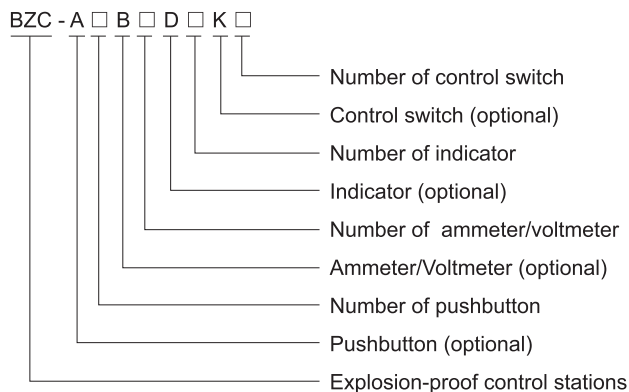 BZC - A □ B □ D □ K □
Number of control switch
Control switch (optional)
Number of indicator
Indicator (optional)
Number of ammeter/voltmeter
Ammeter/Voltmeter (optional)
Number of pushbutton
Pushbutton (optional)
Explosion-proof control stations